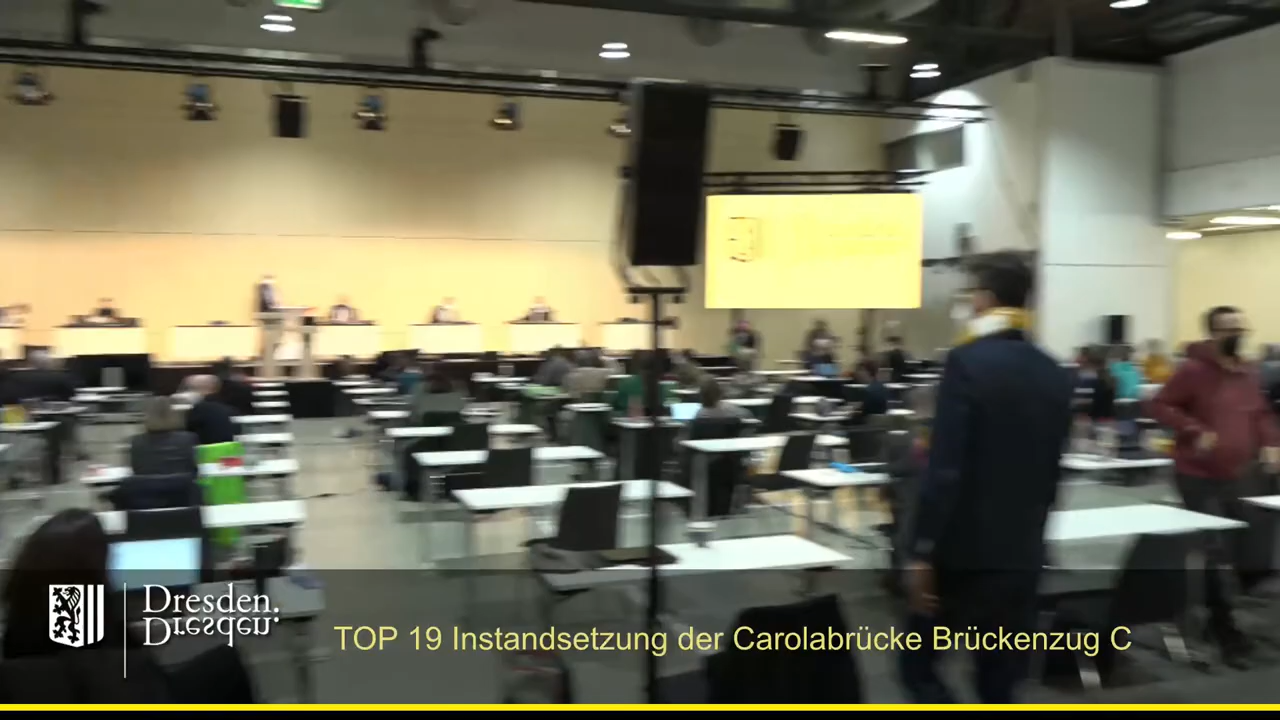 Dresden.
Dresden.
TOP 19 Instandsetzung der Carolabrücke Brückenzug C